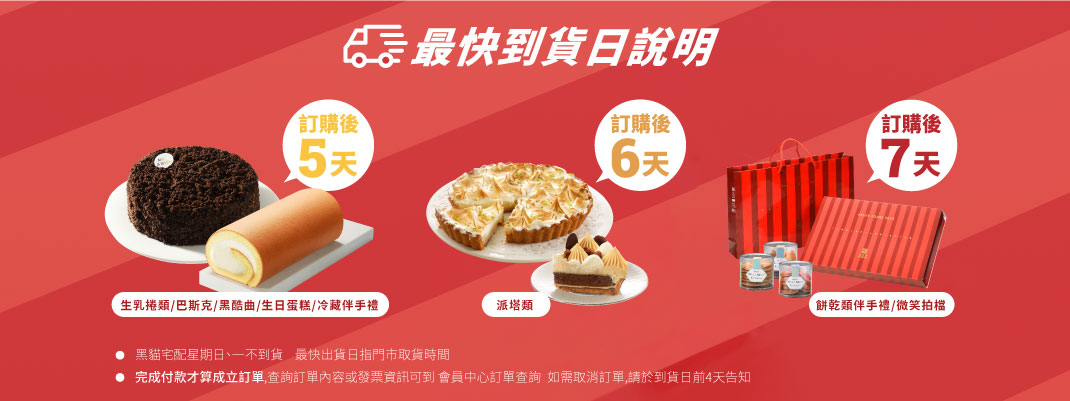 最快到貨日說明
訂購後
5天
訂購後
6天
訂購後
7天
生乳捲類/巴斯克/黑酷曲/生日蛋糕/冷藏伴手禮
派塔類
餅乾類伴手禮/微笑拍檔
● 黑貓宅配星期日、一不到貨 最快出貨日指門市取貨時間
● 完成付款才算成立訂單,查詢訂單內容或發票資訊可到 會員中心訂單查詢 如需取消訂單,請於到貨日前4天告知